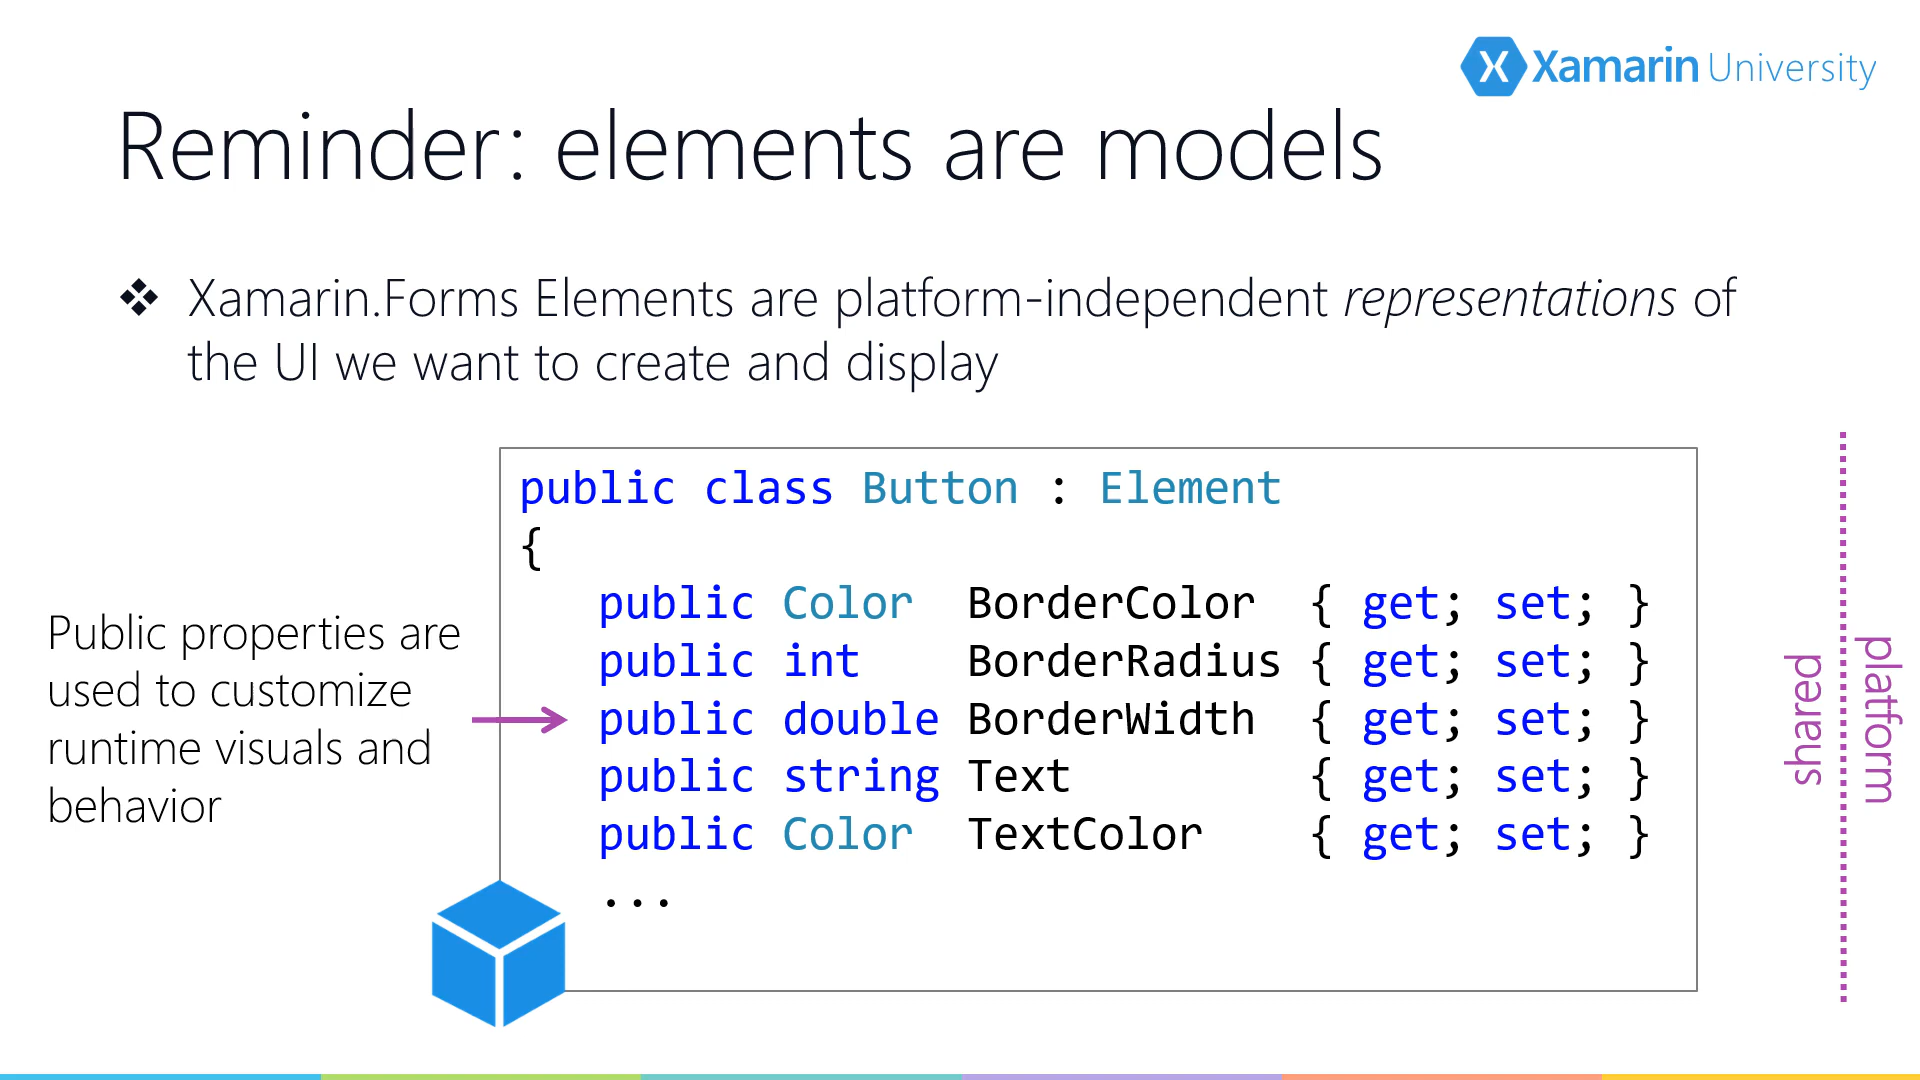 Xamarin University
Reminder: elements are models
❖ Xamarin.Forms Elements are platform-independent representations of
the UI we want to create and display
Public properties are
used to customize
runtime visuals and
behavior
public class Button : Element
{
   public Color  BorderColor  { get; set; }
   public int    BorderRadius { get; set; }
   public double BorderWidth  { get; set; }
   public string Text         { get; set; }
   public Color  TextColor    { get; set; }
   ...
shared
platform